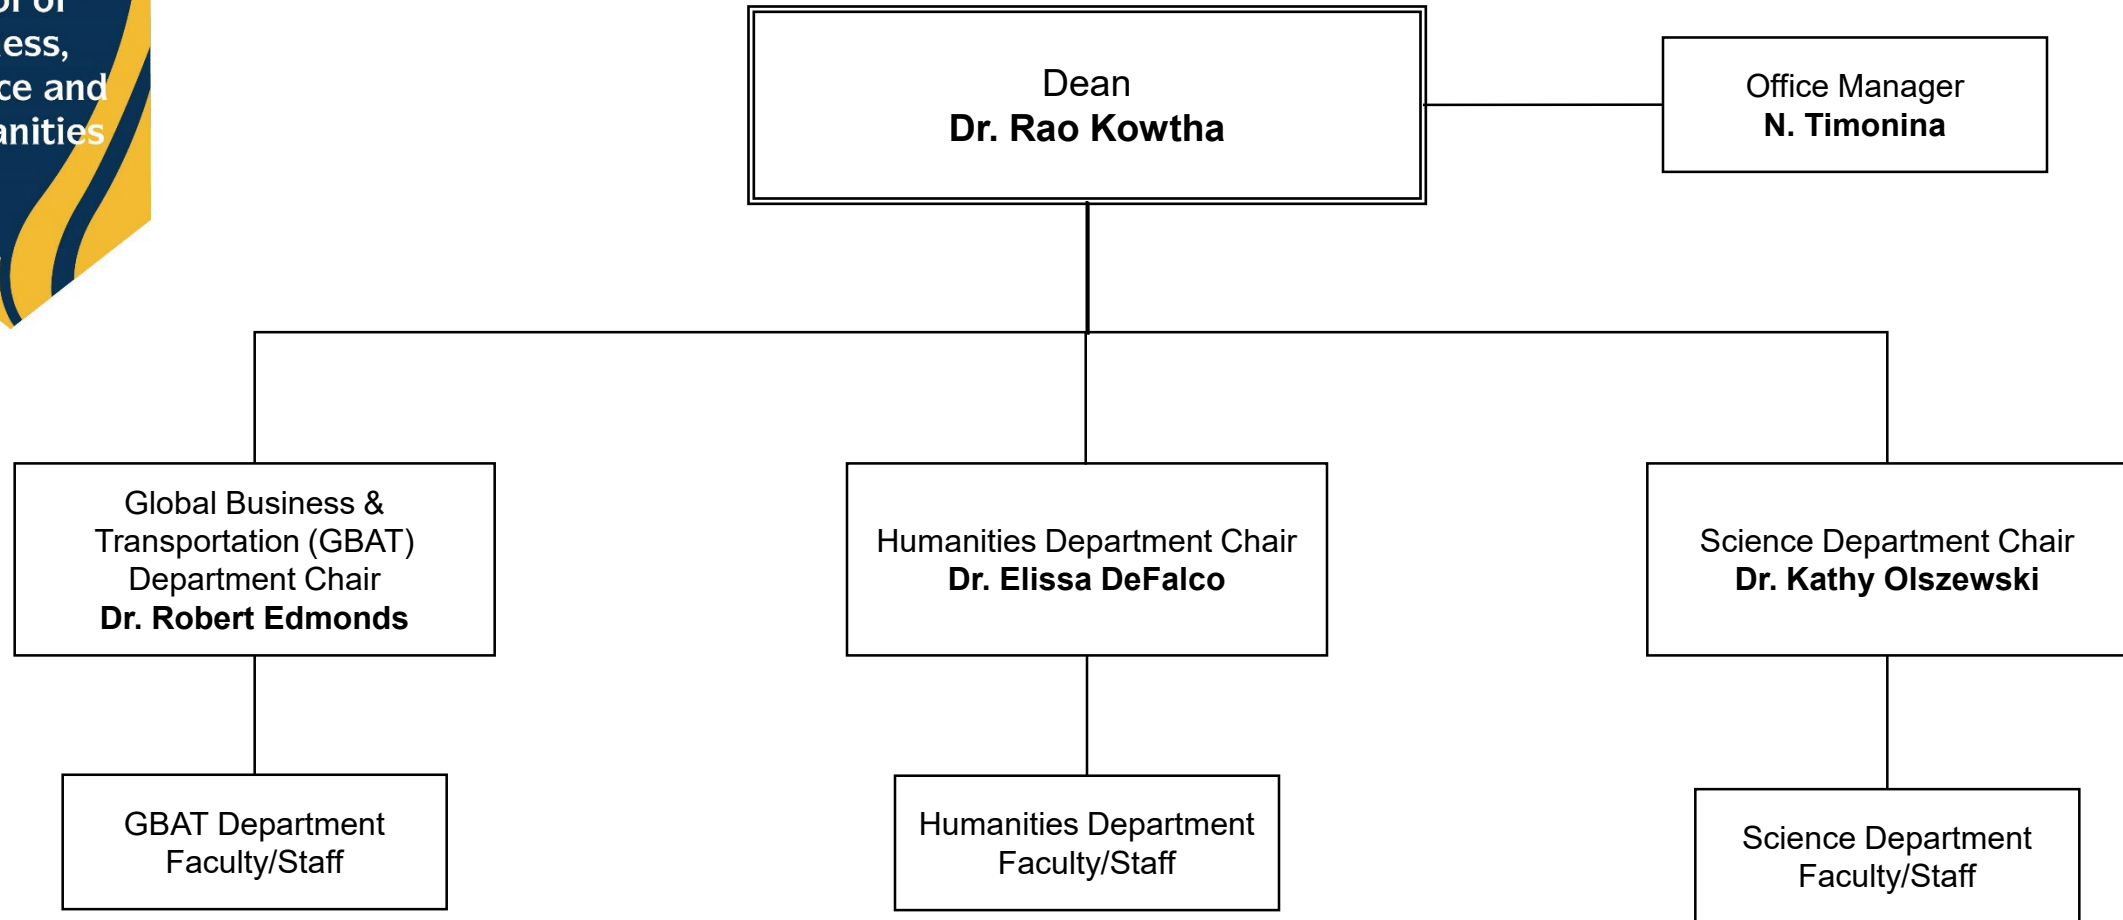 ess,
ce and
anities
Dean
Dr. Rao Kowtha
Office Manager
N. Timonina
Global Business &
Transportation (GBAT)
Department Chair
Dr. Robert Edmonds
Humanities Department Chair
Dr. Elissa DeFalco
Science Department Chair
Dr. Kathy Olszewski
GBAT Department
Faculty/Staff
Humanities Department
Faculty/Staff
Science Department
Faculty/Staff